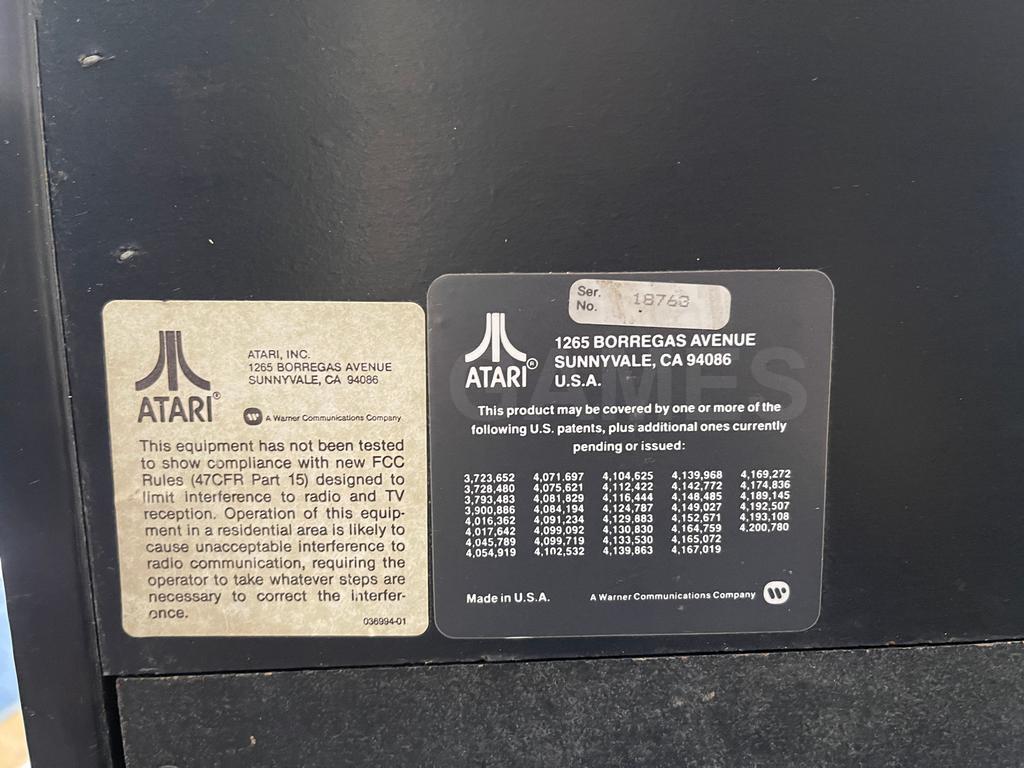 ATARI®
ATARI, INC.
1265 BORREGAS AVENUE
SUNNYVALE, CA 94086
W A Warner Communications Company
This equipment has not been tested
to show compliance with new FCC
Rules (47CFR Part 15) designed to
limit interference to radio and TV
reception. Operation of this equip-
ment in a residential area is likely to
cause unacceptable interference to
radio communication, requiring the
operator to take whatever steps are
necessary to correct the interfer-
ence.
036994-01
Ser.
No. 18763
ATARI®
1265 BORREGAS AVENUE
SUNNYVALE, CA 94086
U.S.A.
GAMES
This product may be covered by one or more of the
following U.S. patents, plus additional ones currently
pending or issued:
3,723,652 4,071,697 4,104,625 4,139,968 4,169,272
3,728,480 4,075,621 4,112,422 4,142,772 4,174,836
3,793,483 4,081,829 4,116,444 4,148,485 4,189,145
3,900,886 4,084,194 4,124,787 4,149,027 4,192,507
4,016,362 4,091,234 4,129,883 4,152,671 4,193,108
4,017,642 4,099,092 4,130,830 4,164,759 4,200,780
4,045,789 4,099,719 4,133,530 4,165,072
4,054,919 4,102,532 4,139,863 4,167,019
Made in U.S.A. A Warner Communications Company W